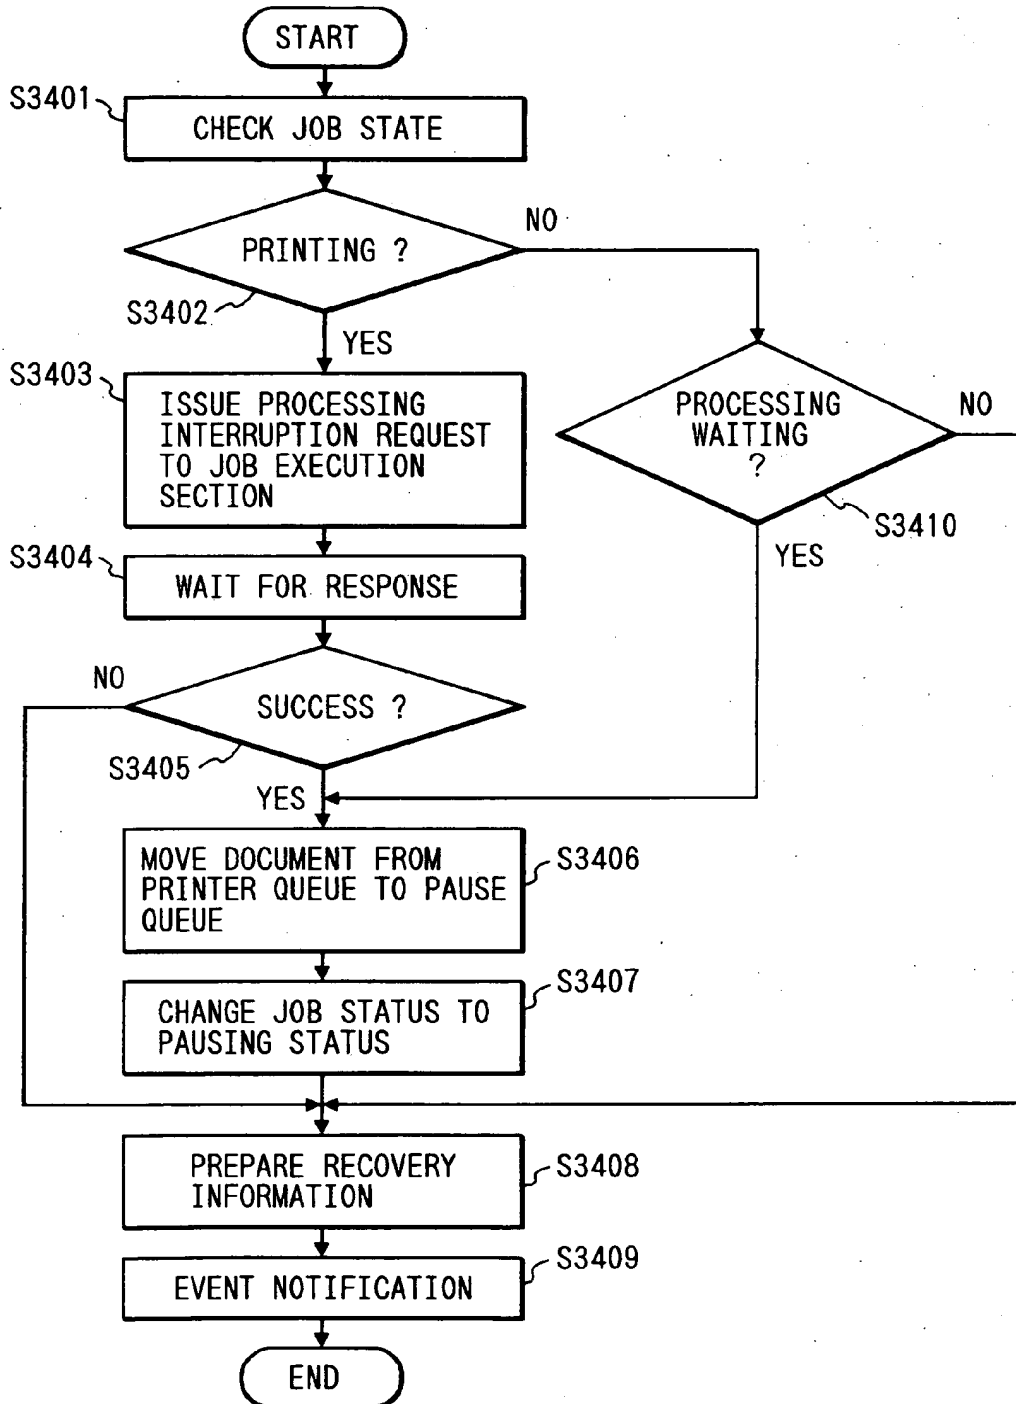 START
S3401
CHECK JOB STATE
NO
PRINTING ?
S3402
YES
S3403
ISSUE PROCESSING
INTERRUPTION REQUEST
TO JOB EXECUTION
SECTION
PROCESSING
WAITING
?
NO
S3410
YES
S3404
WAIT FOR RESPONSE
NO
SUCCESS ?
S3405
YES
MOVE DOCUMENT FROM
PRINTER QUEUE TO PAUSE
QUEUE
S3406
S3407
CHANGE JOB STATUS TO
PAUSING STATUS
PREPARE RECOVERY
INFORMATION
S3408
S3409
EVENT NOTIFICATION
END